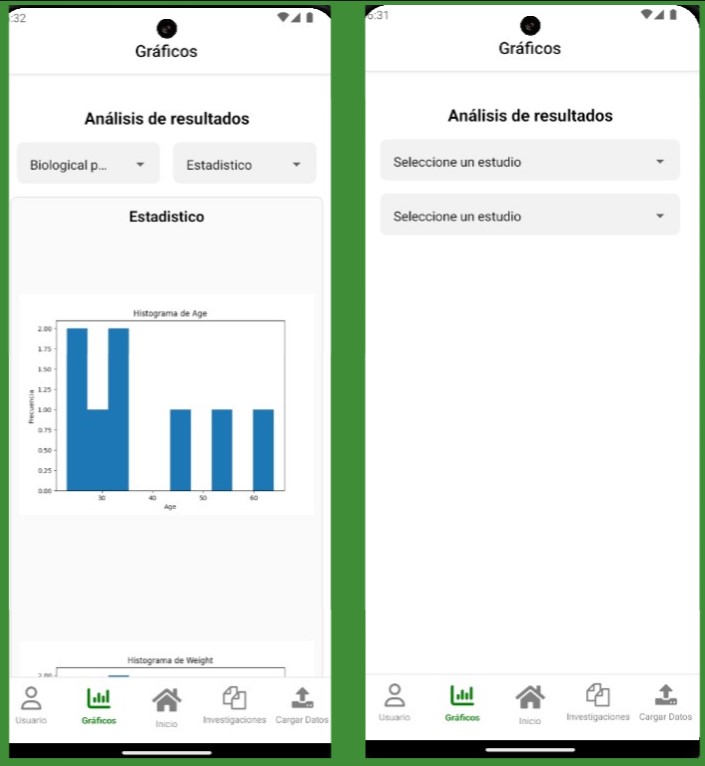 :32
Gráficos
Análisis de resultados
Biological p...
Estadistico
Estadistico
Histograma de Age
2.00
1.75
1.50
1.25
1.00
0.75
0.50
0.25
0.00
Frecuencia
30
40
50
60
Age
Histograma de Weight
2.00
Usuario
Gráficos
Inicio
Investigaciones
Cargar Datos
6:31
Gráficos
Análisis de resultados
Seleccione un estudio
Seleccione un estudio
Usuario
Gráficos
Inicio
Investigaciones
Cargar Datos